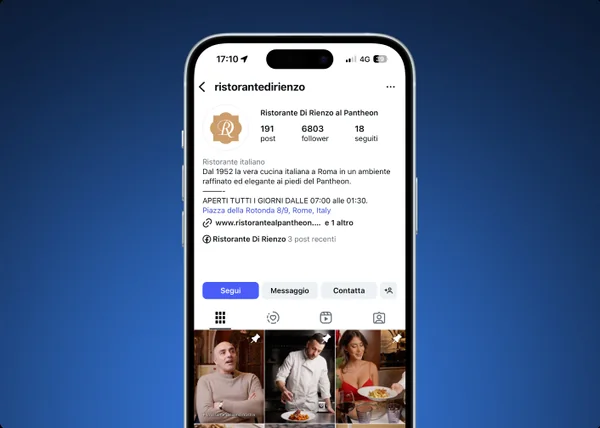 17:10
4G
ristorantedirienzo
Ristorante Di Rienzo al Pantheon
191 6803 18
post follower seguiti
Ristorante italiano
Dal 1952 la vera cucina italiana a Roma in un ambiente
raffinato ed elegante ai piedi del Pantheon.
———-
APERTI TUTTI I GIORNI DALLE 07:00 alle 01:30.
Piazza della Rotonda 8/9, Rome, Italy
www.ristorantealpantheon.... e 1 altro
Ristorante Di Rienzo 3 post recenti
Segui Messaggio Contatta